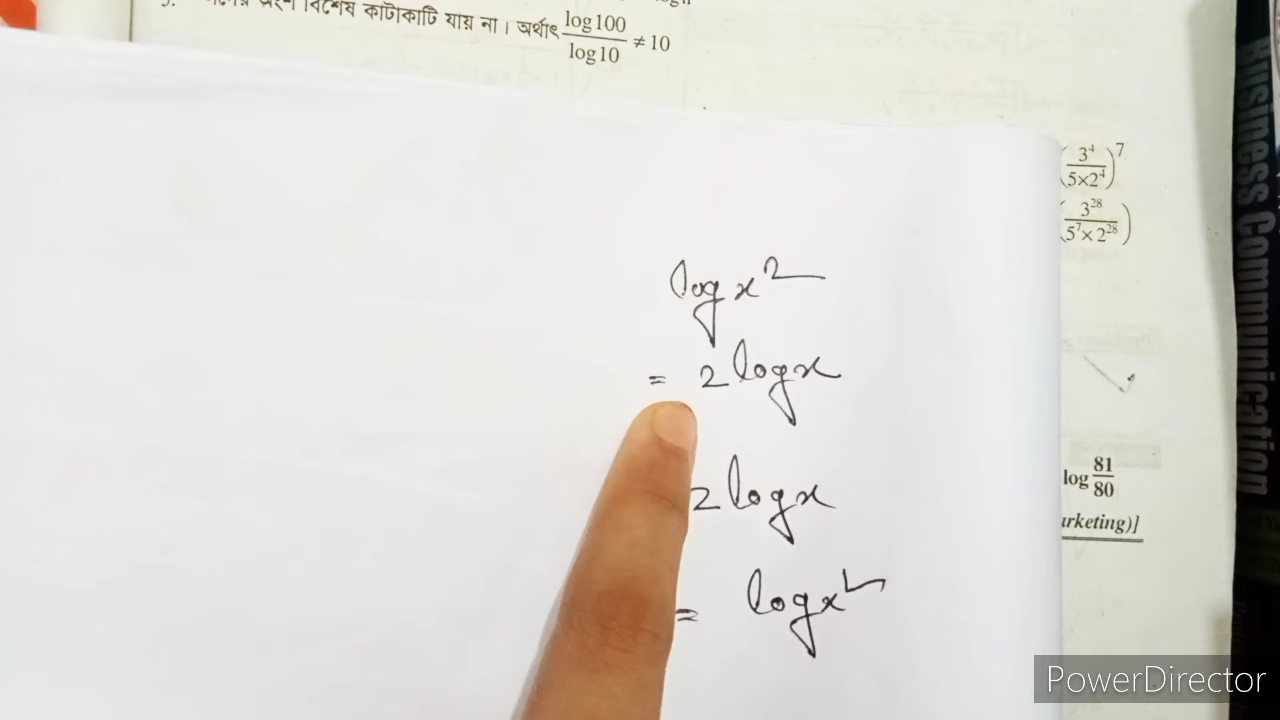 বিশেষ কাটাকাটি যায় না। অর্থাৎ log100/log10 ≠ 10
(3⁴/5×2⁴)⁷
(3²⁸/5⁷×2²⁸)
log x²
= 2 log x
2 log x
= log x²
log 81/80
arketing)]
Business Communication
PowerDirector